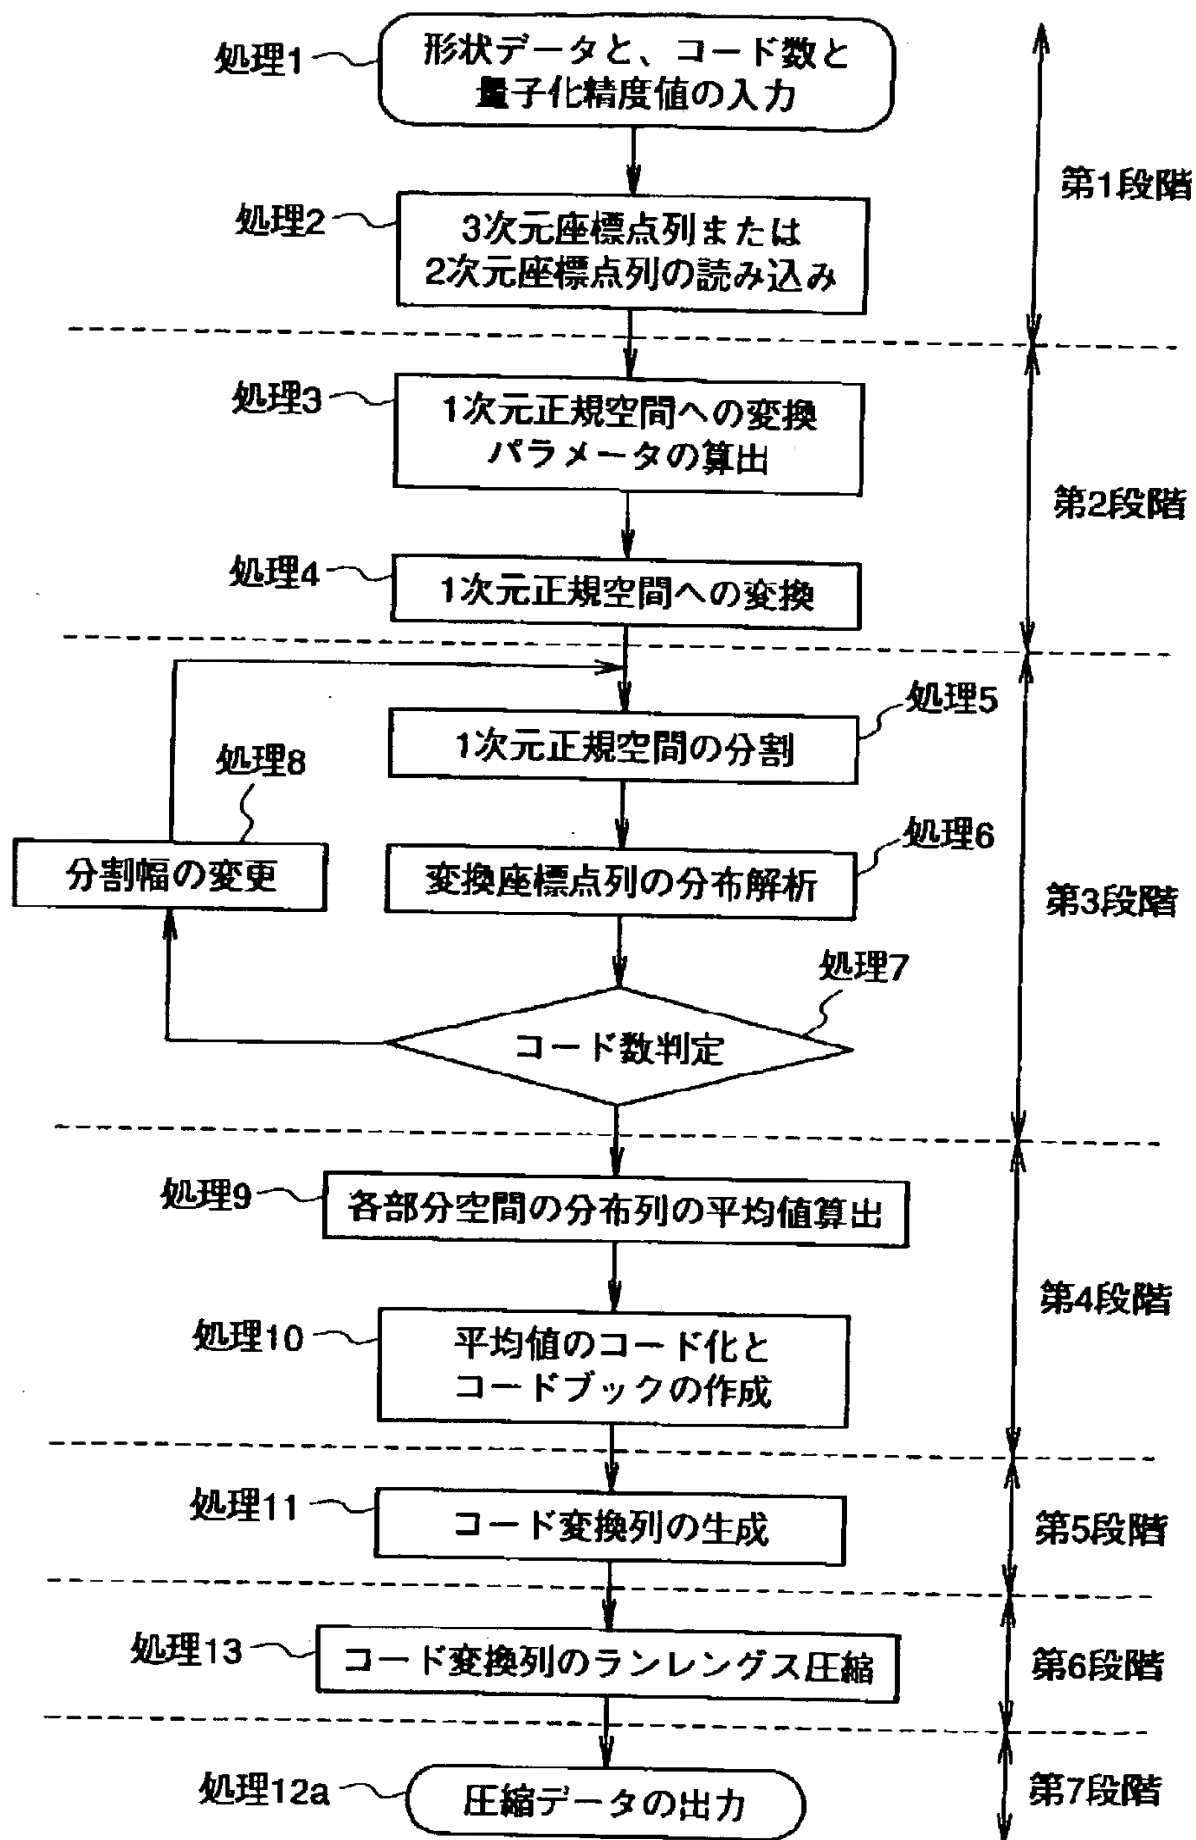 処理1
形状データと、コード数と
量子化精度値の入力
第1段階
処理2
3次元座標点列または
2次元座標点列の読み込み
処理3
1次元正規空間への変換
パラメータの算出
第2段階
処理4
1次元正規空間への変換
処理5
1次元正規空間の分割
処理8
分割幅の変更
処理6
変換座標点列の分布解析
第3段階
処理7
コード数判定
処理9
各部分空間の分布列の平均値算出
第4段階
処理10
平均値のコード化と
コードブックの作成
処理11
コード変換列の生成
第5段階
処理13
コード変換列のランレングス圧縮
第6段階
処理12a
圧縮データの出力
第7段階